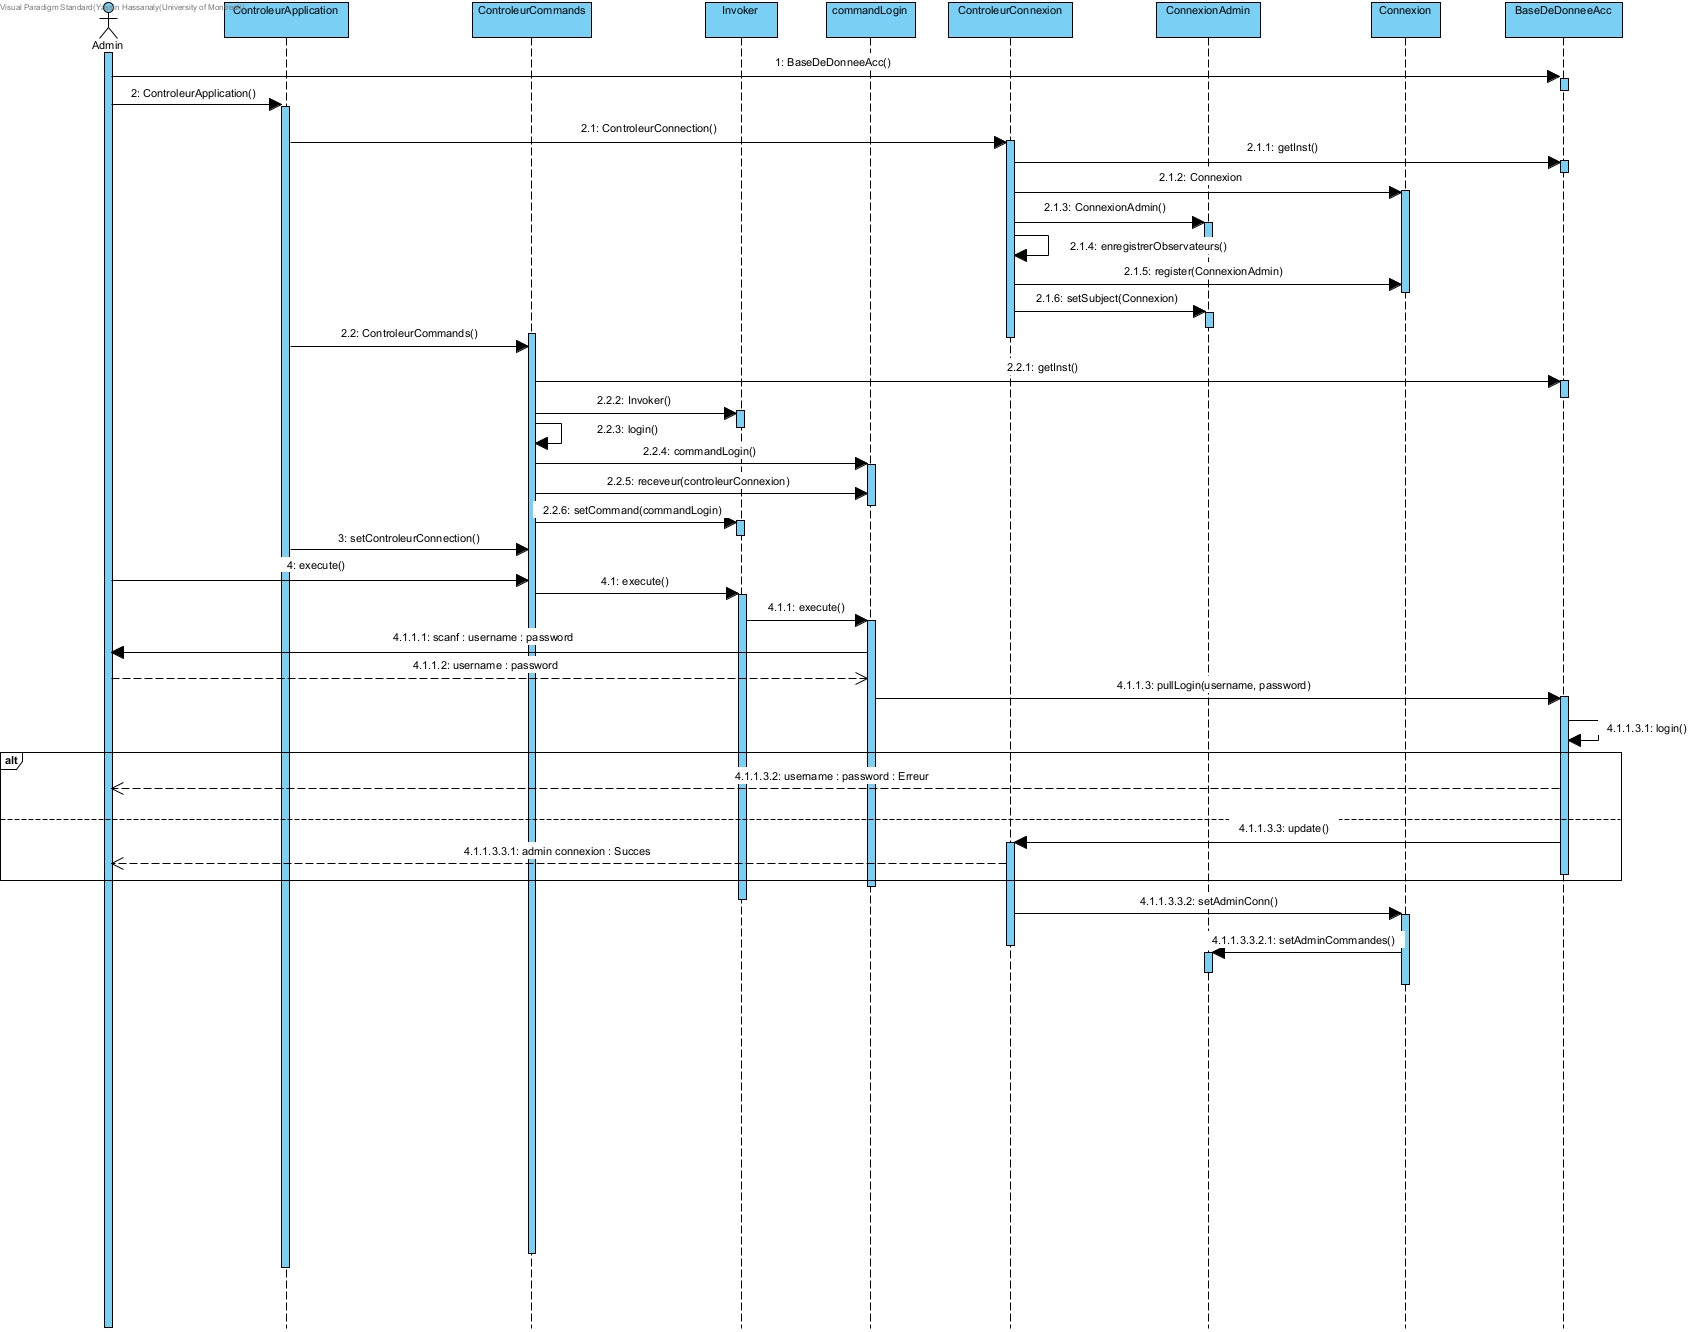 Visual Paradigm Standard(Yassin Hassanaly(University of Montreal))
Admin
ControleurApplication
ControleurCommands
Invoker
commandLogin
ControleurConnexion
ConnexionAdmin
Connexion
BaseDeDonneeAcc
1: BaseDeDonneeAcc()
2: ControleurApplication()
2.1: ControleurConnection()
2.1.1: getInst()
2.1.2: Connexion
2.1.3: ConnexionAdmin()
2.1.4: enregistrerObservateurs()
2.1.5: register(ConnexionAdmin)
2.1.6: setSubject(Connexion)
2.2: ControleurCommands()
2.2.1: getInst()
2.2.2: Invoker()
2.2.3: login()
2.2.4: commandLogin()
2.2.5: receveur(controleurConnexion)
2.2.6: setCommand(commandLogin)
3: setControleurConnection()
4: execute()
4.1: execute()
4.1.1: execute()
4.1.1.1: scanf : username : password
4.1.1.2: username : password
4.1.1.3: pullLogin(username, password)
4.1.1.3.1: login()
alt
4.1.1.3.2: username : password : Erreur
4.1.1.3.3: update()
4.1.1.3.3.1: admin connexion : Succes
4.1.1.3.3.2: setAdminConn()
4.1.1.3.3.2.1: setAdminCommandes()